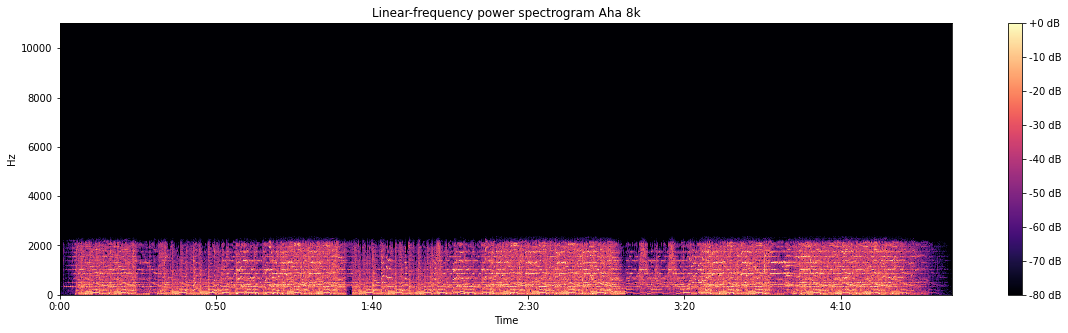 Linear-frequency power spectrogram Aha 8k
Hz
10000
8000
6000
4000
2000
0
0:00 0:50 1:40 2:30 3:20 4:10
Time
+0 dB
-10 dB
-20 dB
-30 dB
-40 dB
-50 dB
-60 dB
-70 dB
-80 dB